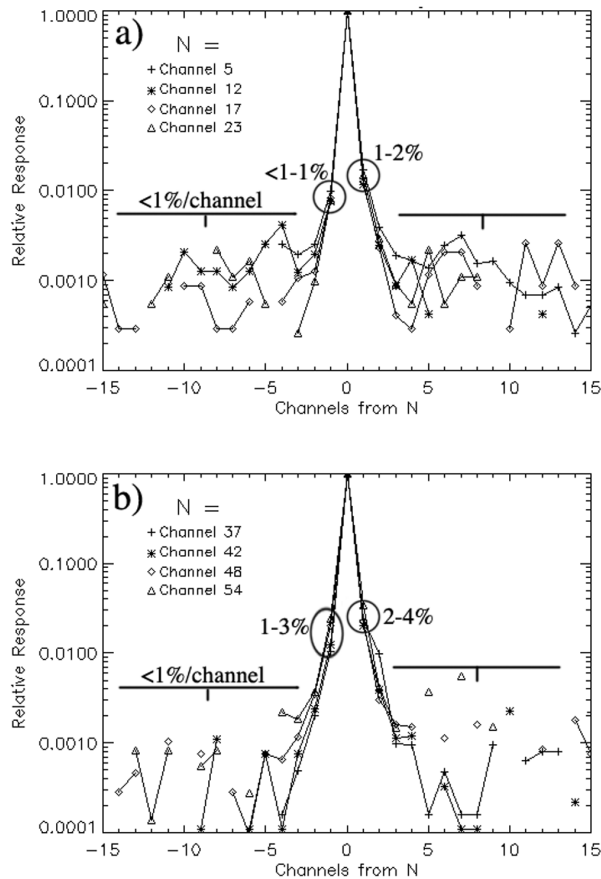 a)
N =
+ Channel 5
* Channel 12
◇ Channel 17
△ Channel 23
<1-1%
1-2%
<1%/channel
Relative Response
1.0000
0.1000
0.0100
0.0010
0.0001
-15 -10 -5 0 5 10 15
Channels from N
b)
N =
+ Channel 37
* Channel 42
◇ Channel 48
△ Channel 54
1-3%
2-4%
<1%/channel
Relative Response
1.0000
0.1000
0.0100
0.0010
0.0001
-15 -10 -5 0 5 10 15
Channels from N